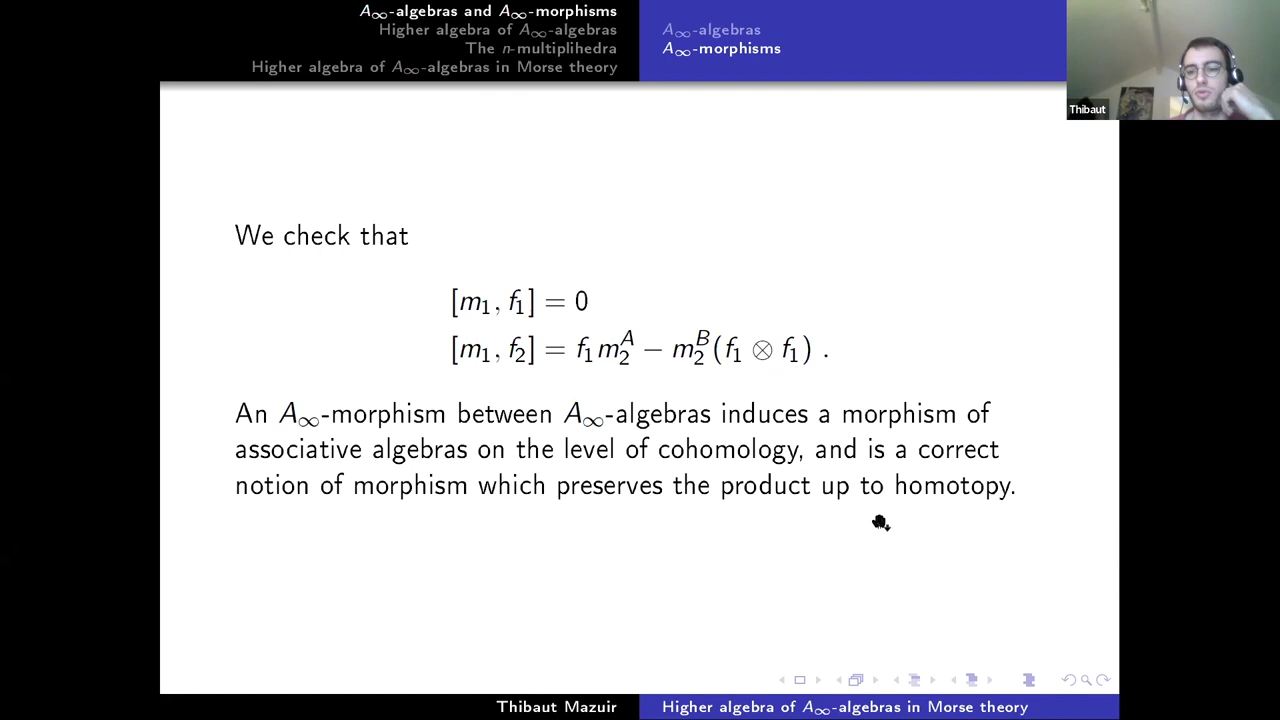 A∞-algebras and A∞-morphisms
Higher algebra of A∞-algebras
The n-multiplihedra
Higher algebra of A∞-algebras in Morse theory
A∞-algebras
A∞-morphisms
Thibaut
We check that
[m₁, f₁] = 0
[m₁, f₂] = f₁m₂ᴬ − m₂ᴮ(f₁ ⊗ f₁) .
An A∞-morphism between A∞-algebras induces a morphism of
associative algebras on the level of cohomology, and is a correct
notion of morphism which preserves the product up to homotopy.
Thibaut Mazuir
Higher algebra of A∞-algebras in Morse theory